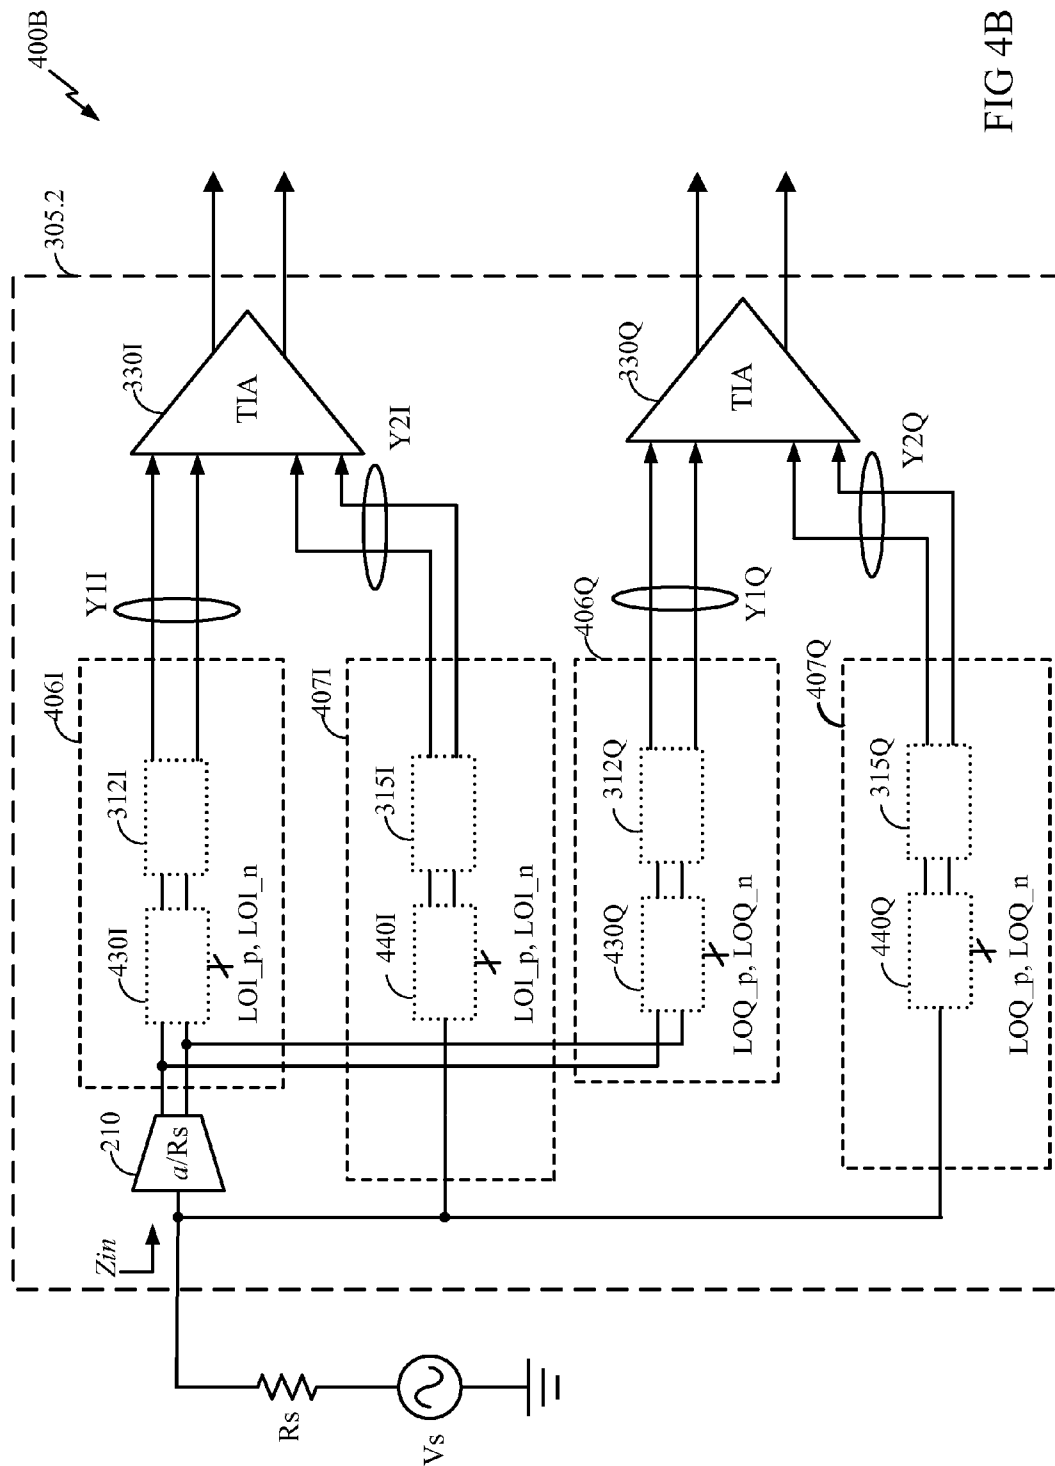 400B
305.2
406I
430I
312I
LOI_p, LOI_n
Y1I
330I
TIA
210
a/Rs
Zin
407I
440I
315I
LOI_p, LOI_n
Y2I
Rs
Vs
406Q
430Q
312Q
LOQ_p, LOQ_n
Y1Q
330Q
TIA
407Q
440Q
315Q
LOQ_p, LOQ_n
Y2Q
FIG 4B